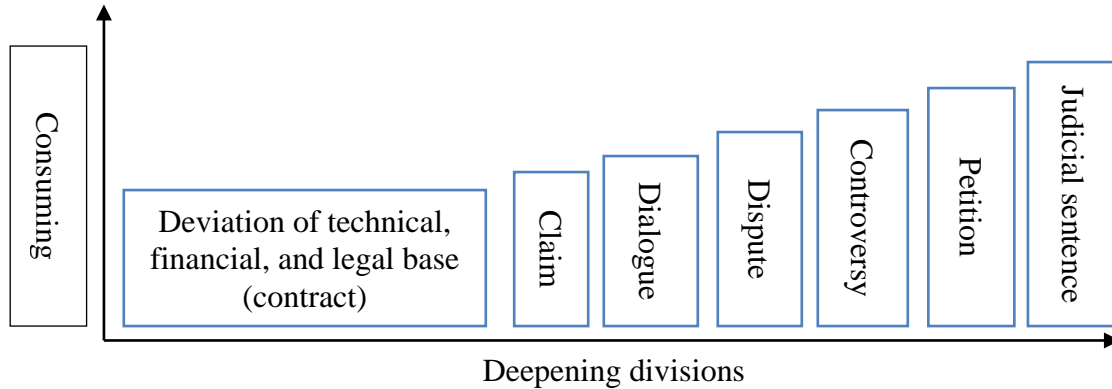 Consuming
Deviation of technical,
financial, and legal base
(contract)
Claim
Dialogue
Dispute
Controversy
Petition
Judicial sentence
Deepening divisions